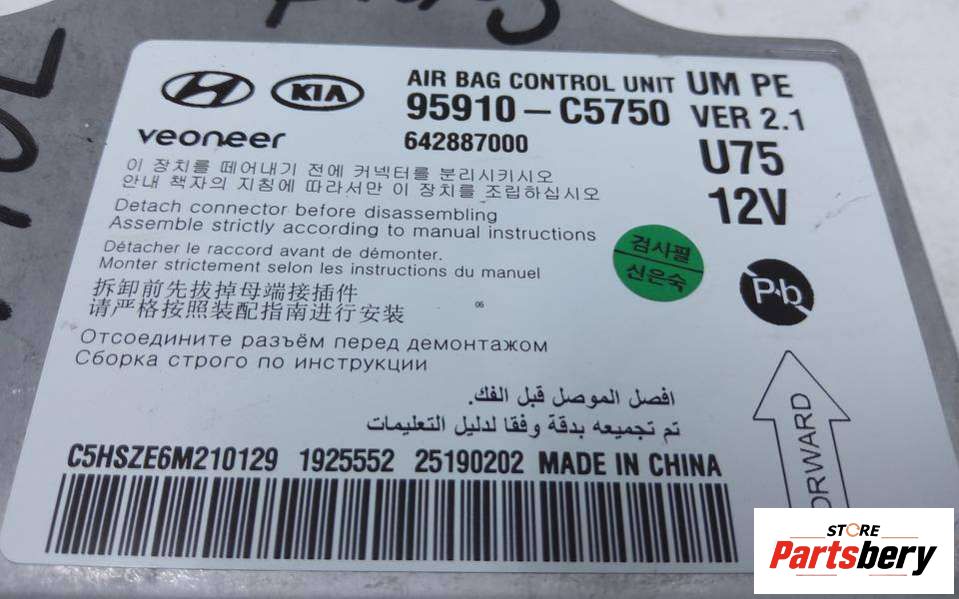 KIA
AIR BAG CONTROL UNIT UM PE
95910-C5750 VER 2.1
veoneer 642887000 U75
12V
이 장치를 떼어내기 전에 커넥터를 분리시키시오
안내 책자의 지침에 따라서만 이 장치를 조립하십시오
Detach connector before disassembling
Assemble strictly according to manual instructions
Détacher le raccord avant de démonter.
Monter strictement selon les instructions du manuel
拆卸前先拔掉母端接插件
请严格按照装配指南进行安装
06
검사필
신은숙
Pb
Отсоедините разъём перед демонтажом
Сборка строго по инструкции
افصل الموصل قبل الفك.
تم تجميعه بدقة وفقا لدليل التعليمات
FORWARD
C5HSZE6M210129 1925552 25190202 MADE IN CHINA
STORE
Partsbery